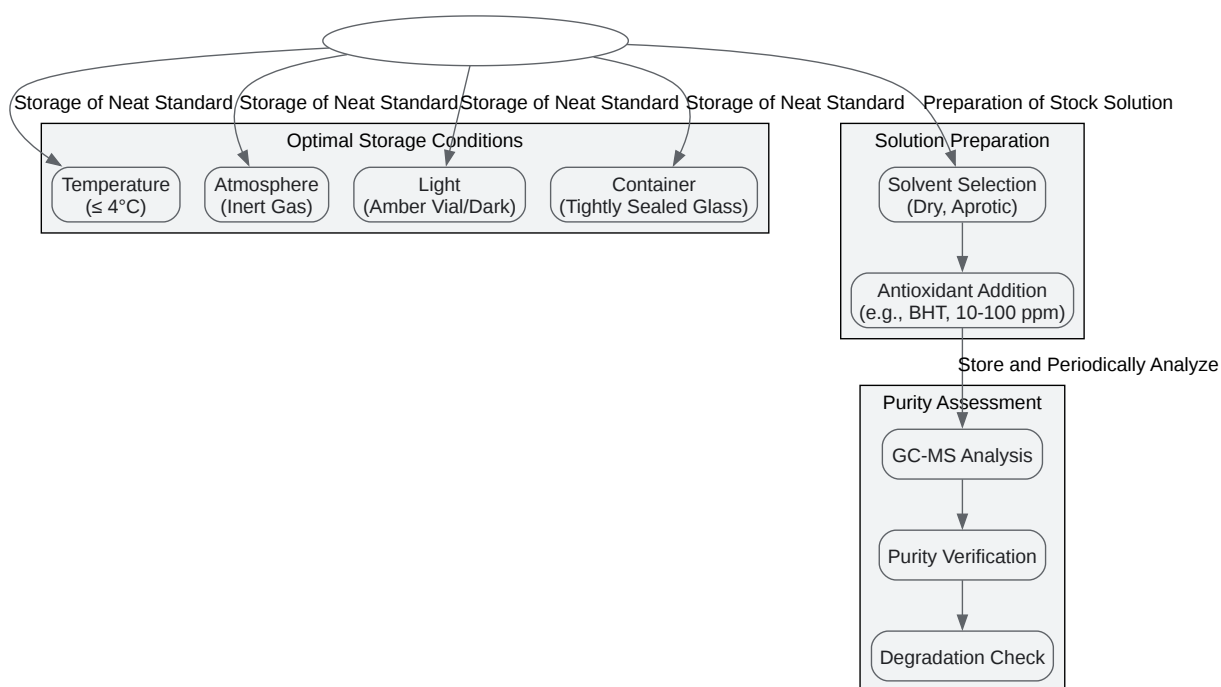 Storage of Neat Standard
Storage of Neat Standard
Storage of Neat Standard
Storage of Neat Standard
Preparation of Stock Solution
Optimal Storage Conditions
Solution Preparation
Temperature
(≤ 4°C)
Atmosphere
(Inert Gas)
Light
(Amber Vial/Dark)
Container
(Tightly Sealed Glass)
Solvent Selection
(Dry, Aprotic)
Antioxidant Addition
(e.g., BHT, 10-100 ppm)
Store and Periodically Analyze
Purity Assessment
GC-MS Analysis
Purity Verification
Degradation Check